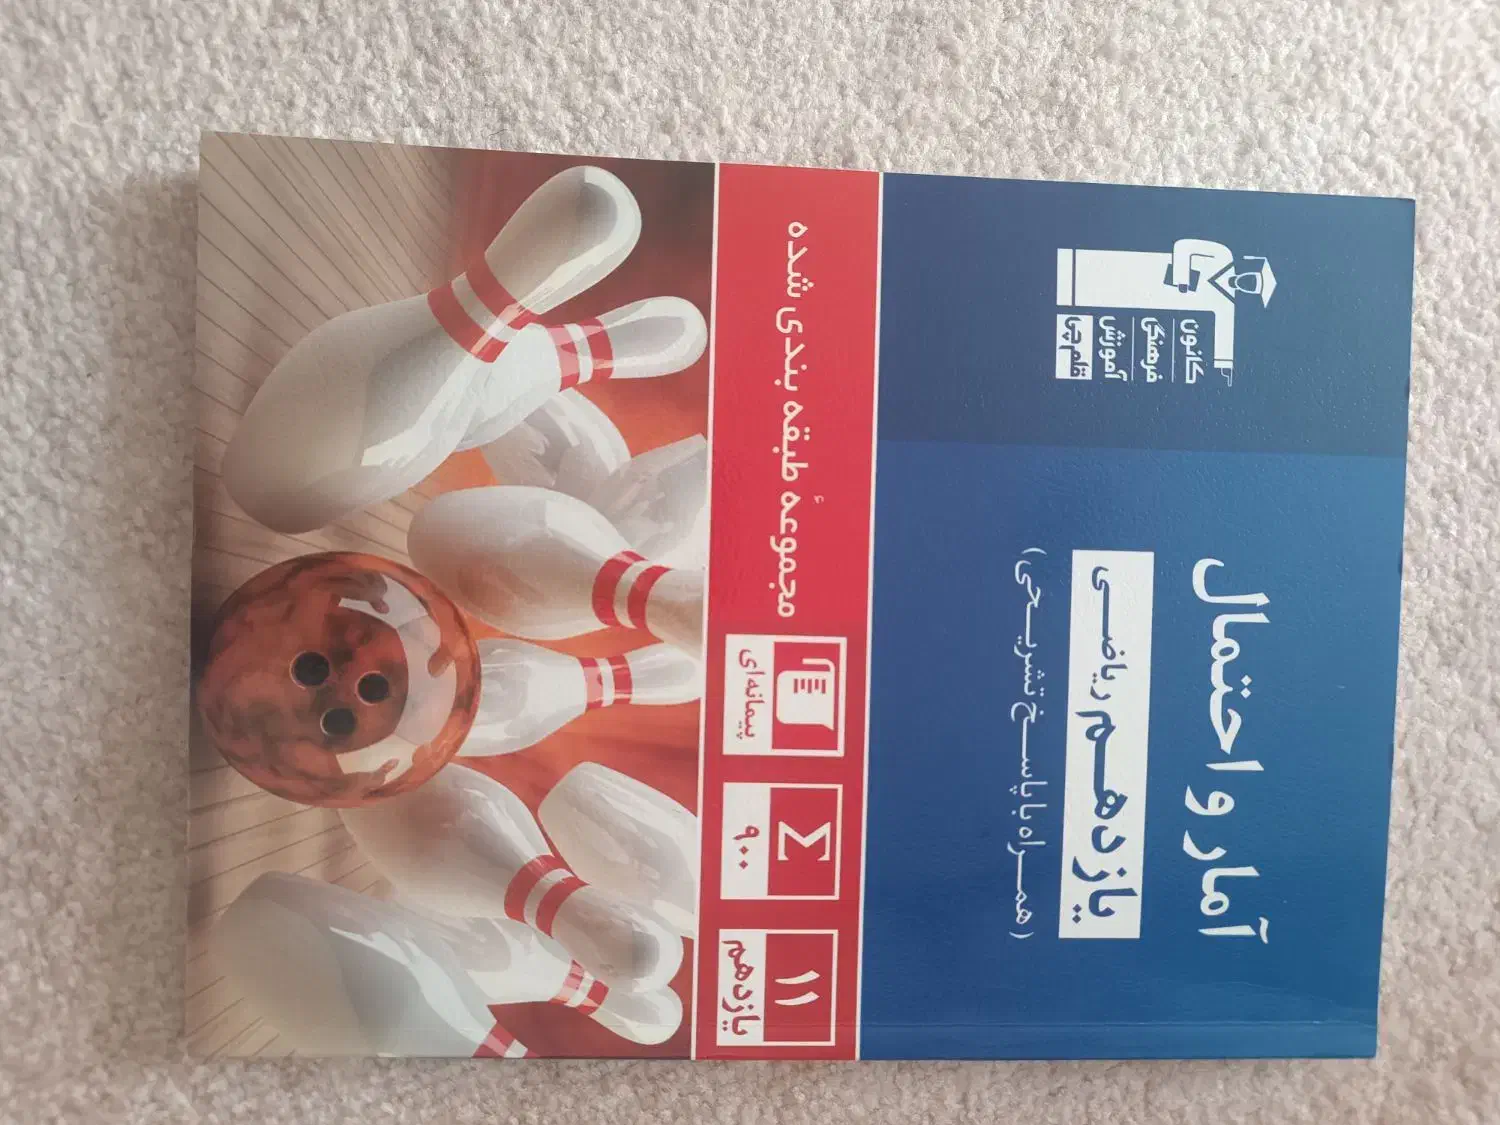 کانون
فرهنگی
آموزش
قلم‌چی
آمار و احتمال
یازدهم ریاضی
(همراه با پاسخ تشریحی)
مجموعهٔ طبقه بندی شده
پیمانه‌ای
Σ
۹۰۰
۱۱
یازدهم